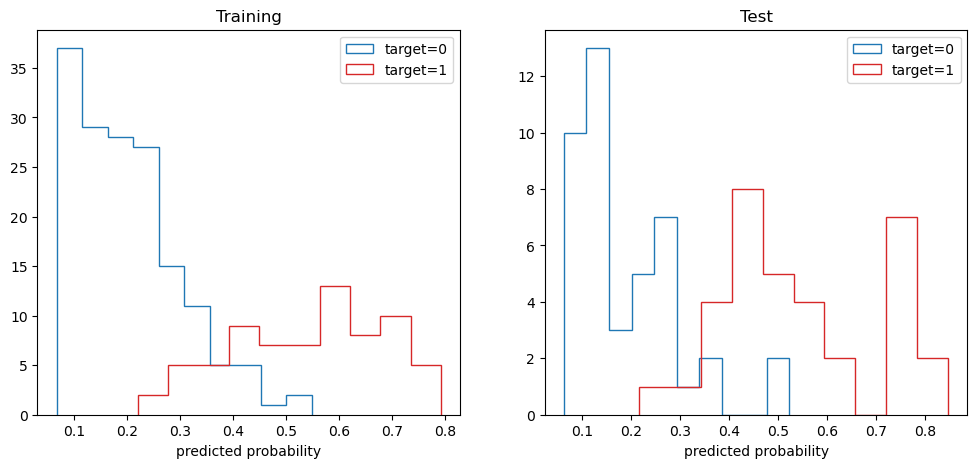 Training
target=0
target=1
35
30
25
20
15
10
5
0
0.1 0.2 0.3 0.4 0.5 0.6 0.7 0.8
predicted probability
Test
target=0
target=1
12
10
8
6
4
2
0
0.1 0.2 0.3 0.4 0.5 0.6 0.7 0.8
predicted probability